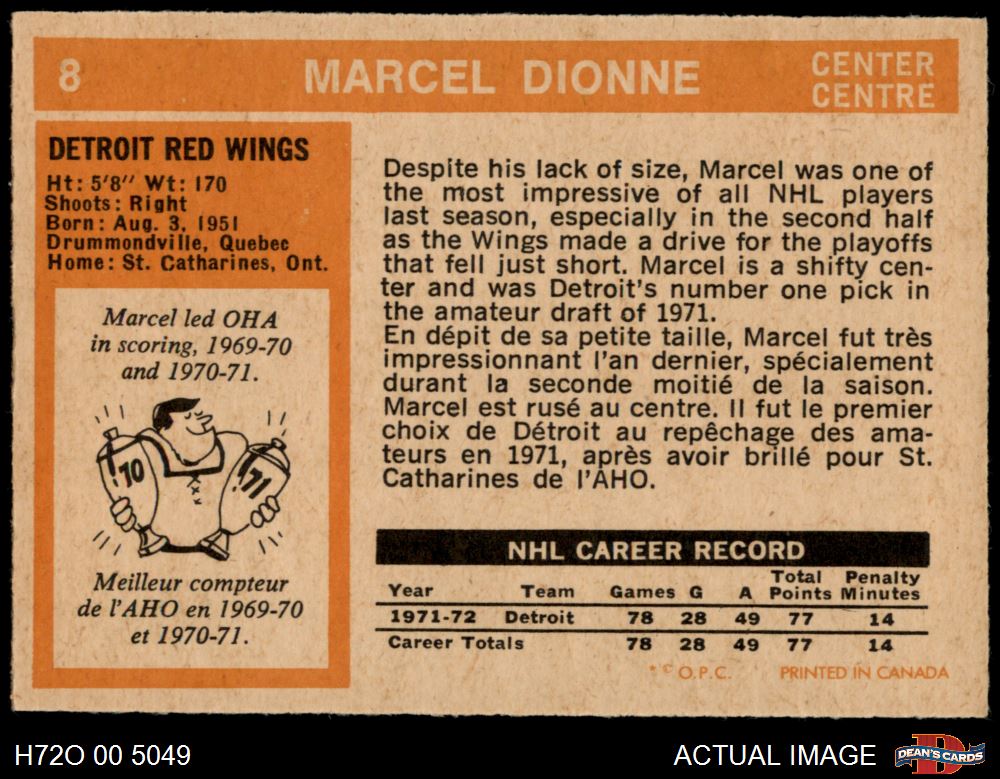 8
MARCEL DIONNE
CENTER
CENTRE
DETROIT RED WINGS
Ht: 5'8'' Wt: 170
Shoots: Right
Born: Aug. 3, 1951
Drummondville, Quebec
Home: St. Catharines, Ont.
Marcel led OHA
in scoring, 1969-70
and 1970-71.
'70
'71
Meilleur compteur
de l'AHO en 1969-70
et 1970-71.
Despite his lack of size, Marcel was one of
the most impressive of all NHL players
last season, especially in the second half
as the Wings made a drive for the playoffs
that fell just short. Marcel is a shifty cen-
ter and was Detroit's number one pick in
the amateur draft of 1971.
En dépit de sa petite taille, Marcel fut très
impressionnant l'an dernier, spécialement
durant la seconde moitié de la saison.
Marcel est rusé au centre. Il fut le premier
choix de Détroit au repêchage des ama-
teurs en 1971, après avoir brillé pour St.
Catharines de l'AHO.
NHL CAREER RECORD
Year Team Games G A Total Points Penalty Minutes
1971-72 Detroit 78 28 49 77 14
Career Totals 78 28 49 77 14
* © O.P.C. PRINTED IN CANADA
H72O 00 5049
ACTUAL IMAGE
DEAN'S CARDS